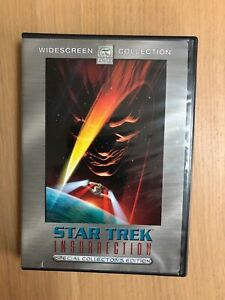 WIDESCREEN COLLECTION
STAR TREK
INSURRECTION
SPECIAL COLLECTOR'S EDITION